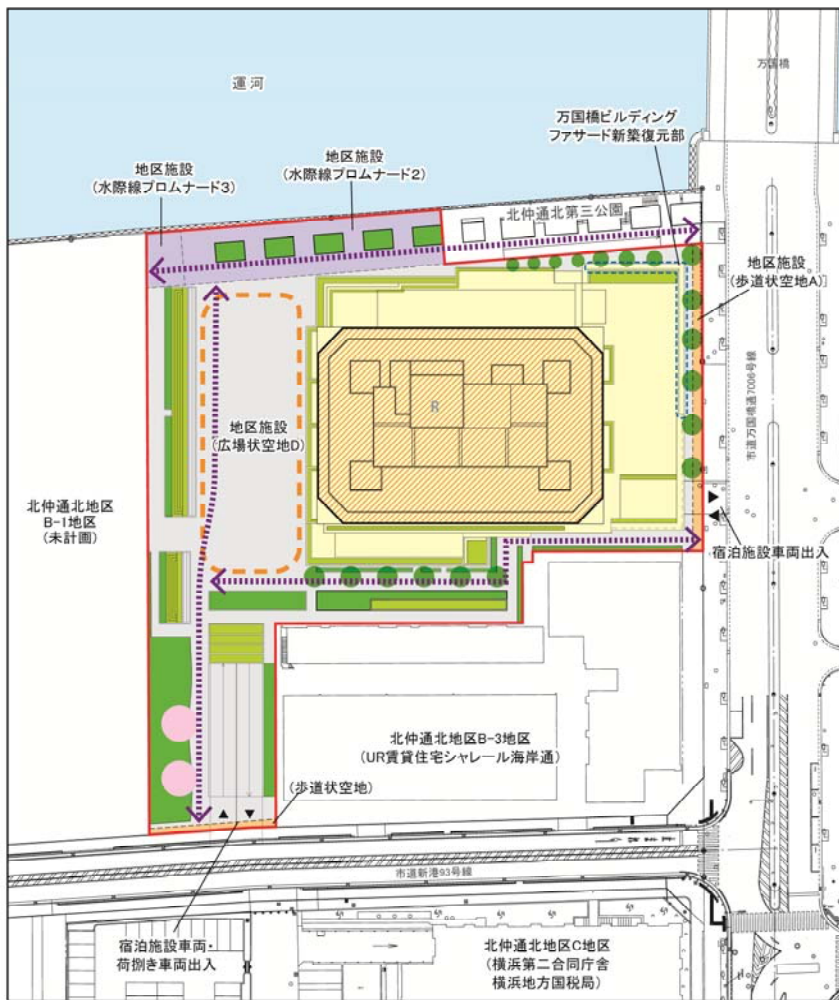 運河
万国橋
万国橋ビルディング
ファサード新築復元部
地区施設
(水際線プロムナード3)
地区施設
(水際線プロムナード2)
北仲通北第三公園
地区施設
(歩道状空地A)
R
地区施設
(広場状空地D)
市道万国橋通7006号線
北仲通北地区
B-1地区
(未計画)
宿泊施設車両出入
北仲通北地区B-3地区
(UR賃貸住宅シャレール海岸通)
(歩道状空地)
市道新港93号線
宿泊施設車両・
荷捌き車両出入
北仲通北地区C地区
(横浜第二合同庁舎
横浜地方国税局)